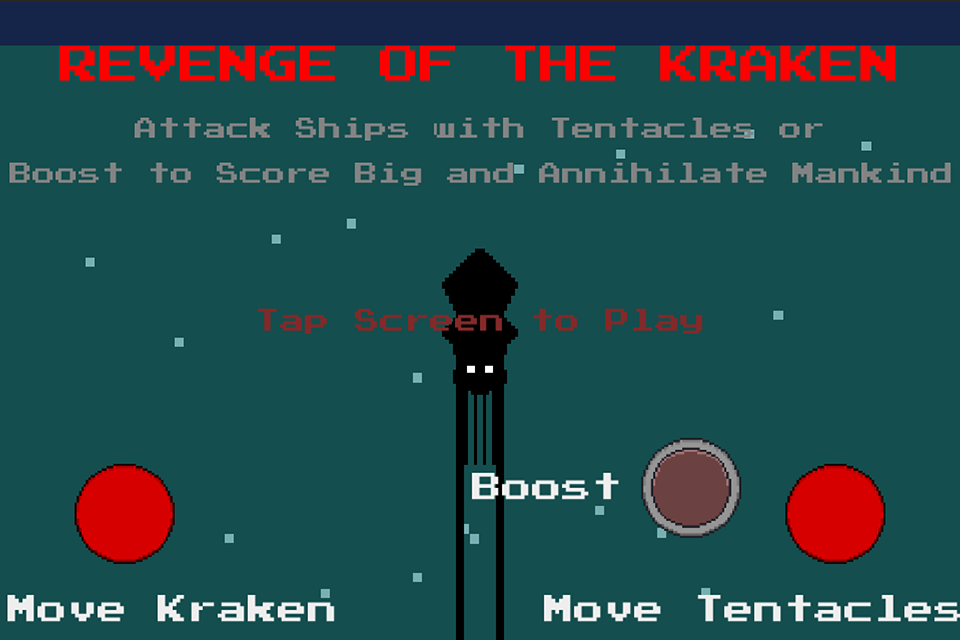 REVENGE OF THE KRAKEN
Attack Ships with Tentacles or
Boost to Score Big and Annihilate Mankind
Tap Screen to Play
Boost
Move Kraken
Move Tentacles